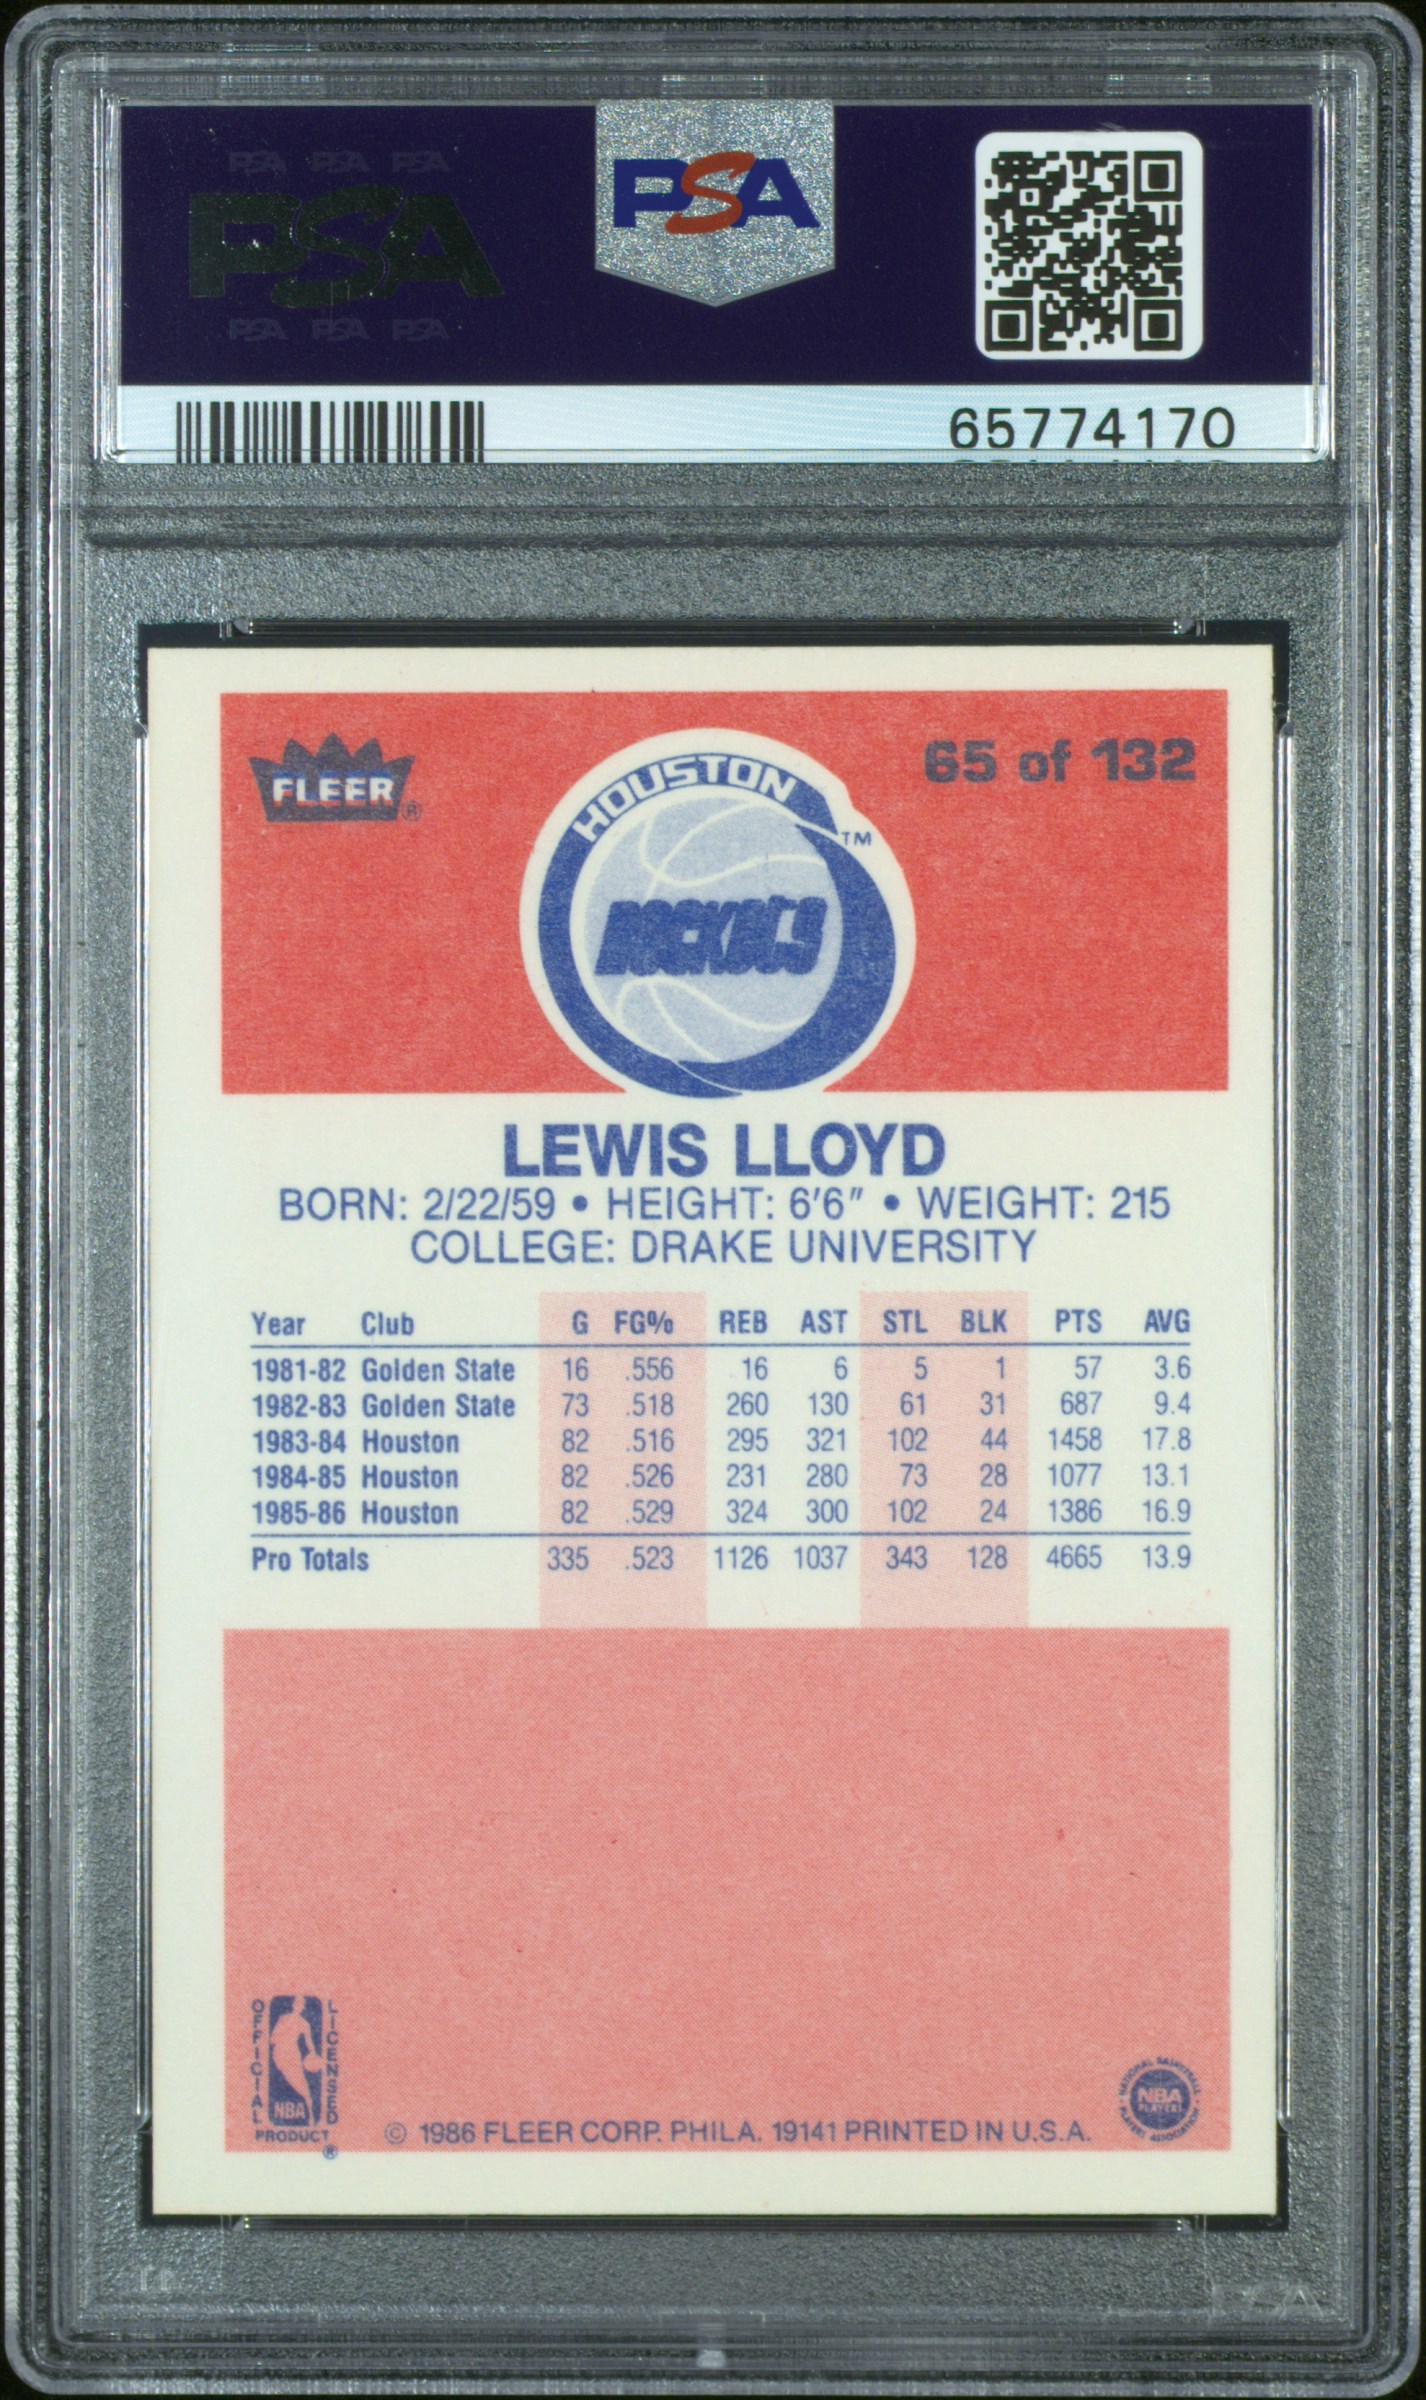 PSA PSA PSA
PSA
PSA PSA PSA
PSA
65774170
FLEER®
HOUSTON
ROCKETS
TM
65 of 132
LEWIS LLOYD
BORN: 2/22/59 • HEIGHT: 6'6" • WEIGHT: 215
COLLEGE: DRAKE UNIVERSITY
Year Club G FG% REB AST STL BLK PTS AVG
1981-82 Golden State 16 .556 16 6 5 1 57 3.6
1982-83 Golden State 73 .518 260 130 61 31 687 9.4
1983-84 Houston 82 .516 295 321 102 44 1458 17.8
1984-85 Houston 82 .526 231 280 73 28 1077 13.1
1985-86 Houston 82 .529 324 300 102 24 1386 16.9
Pro Totals 335 .523 1126 1037 343 128 4665 13.9
OFFICIAL LICENSED
NBA
PRODUCT ®
© 1986 FLEER CORP. PHILA. 19141 PRINTED IN U.S.A.
NATIONAL BASKETBALL
NBA
PLAYERS
PLAYERS ASSOCIATION
PSA